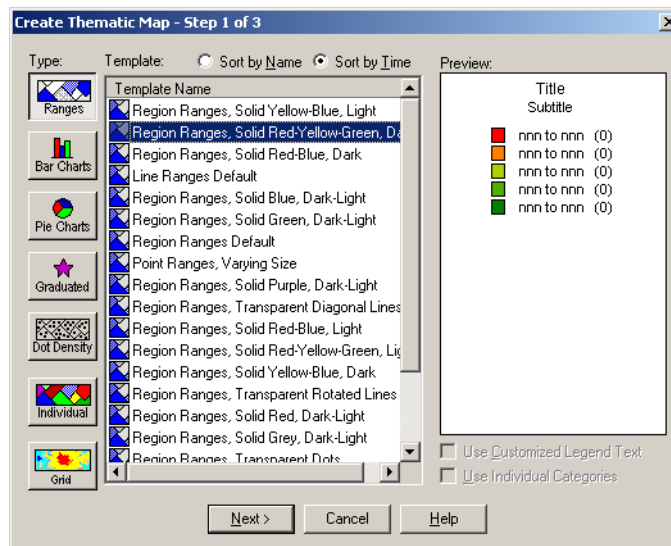 Create Thematic Map - Step 1 of 3
Type:
Ranges
Bar Charts
Pie Charts
Graduated
Dot Density
Individual
Grid
Template: Sort by Name Sort by Time
Template Name
Region Ranges, Solid Yellow-Blue, Light
Region Ranges, Solid Red-Yellow-Green, Da
Region Ranges, Solid Red-Blue, Dark
Line Ranges Default
Region Ranges, Solid Blue, Dark-Light
Region Ranges, Solid Green, Dark-Light
Region Ranges Default
Point Ranges, Varying Size
Region Ranges, Solid Purple, Dark-Light
Region Ranges, Transparent Diagonal Lines
Region Ranges, Solid Red-Blue, Light
Region Ranges, Solid Red-Yellow-Green, Lig
Region Ranges, Solid Yellow-Blue, Dark
Region Ranges, Transparent Rotated Lines
Region Ranges, Solid Red, Dark-Light
Region Ranges, Solid Grey, Dark-Light
Region Ranges, Transparent Dots
Preview:
Title
Subtitle
nnn to nnn (0)
nnn to nnn (0)
nnn to nnn (0)
nnn to nnn (0)
nnn to nnn (0)
Use Customized Legend Text
Use Individual Categories
Next >
Cancel
Help